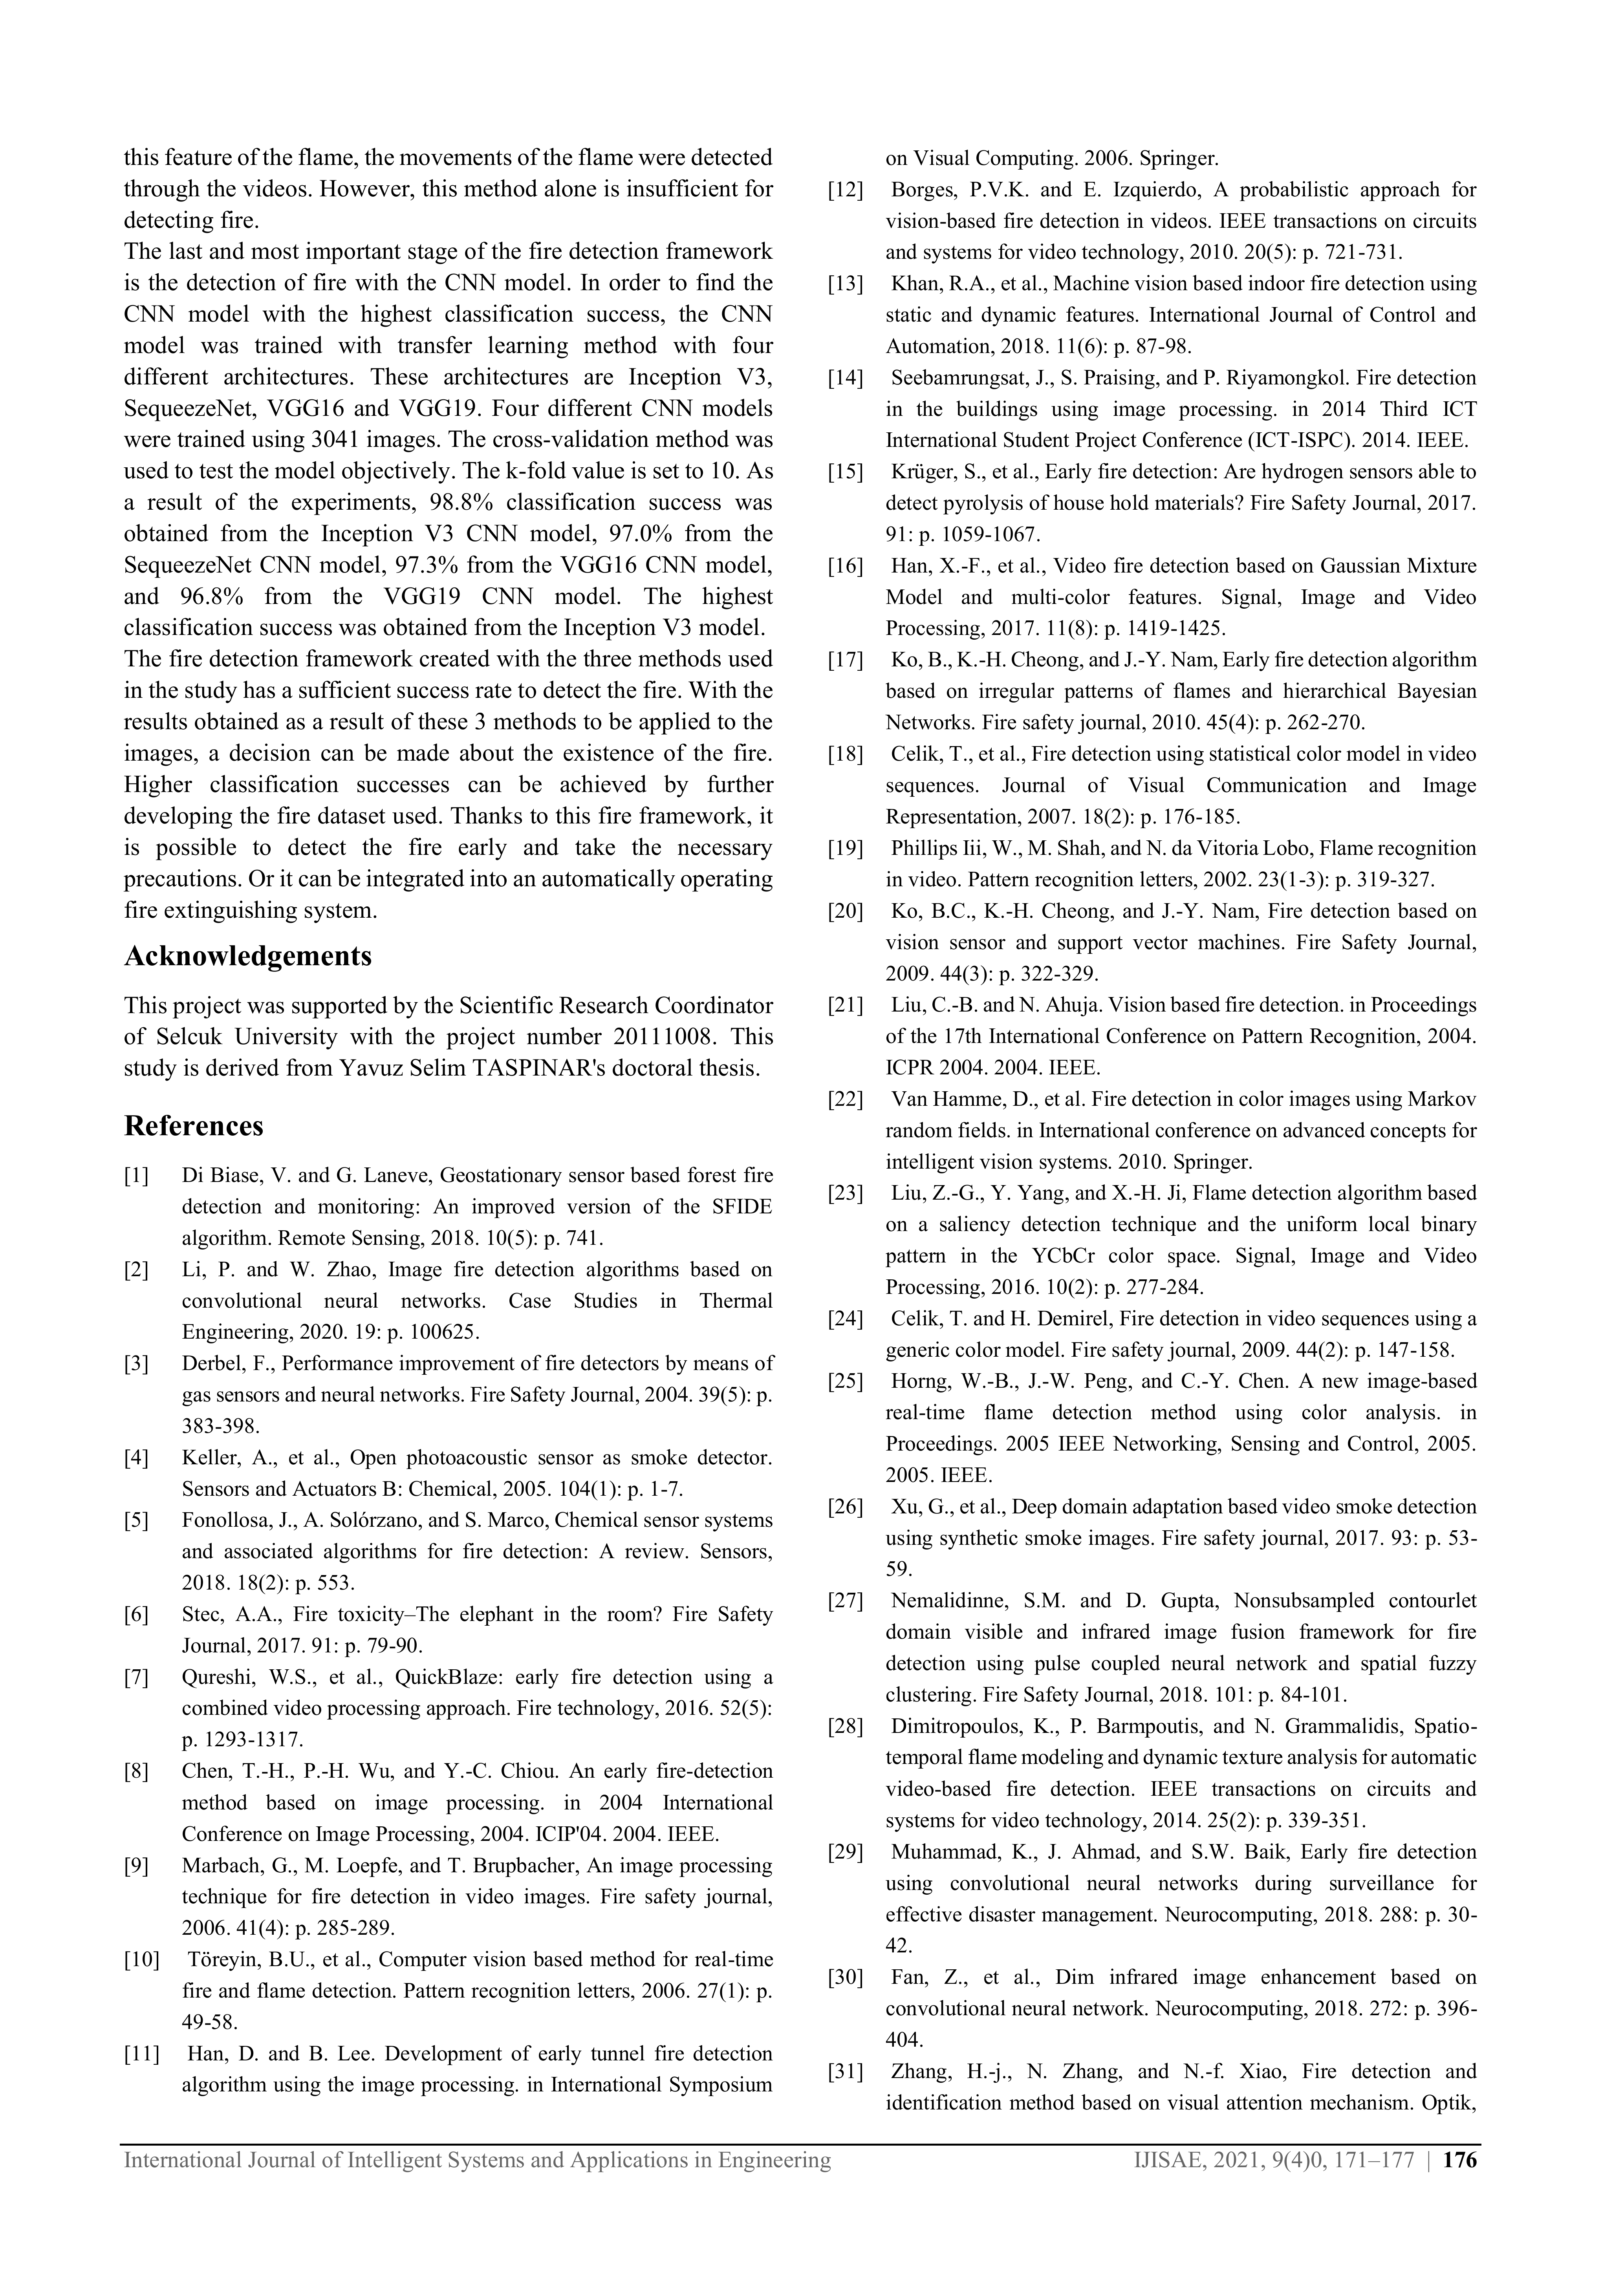 this feature of the flame, the movements of the flame were detected
through the videos. However, this method alone is insufficient for
detecting fire.
The last and most important stage of the fire detection framework
is the detection of fire with the CNN model. In order to find the
CNN model with the highest classification success, the CNN
model was trained with transfer learning method with four
different architectures. These architectures are Inception V3,
SequeezeNet, VGG16 and VGG19. Four different CNN models
were trained using 3041 images. The cross-validation method was
used to test the model objectively. The k-fold value is set to 10. As
a result of the experiments, 98.8% classification success was
obtained from the Inception V3 CNN model, 97.0% from the
SequeezeNet CNN model, 97.3% from the VGG16 CNN model,
and 96.8% from the VGG19 CNN model. The highest
classification success was obtained from the Inception V3 model.
The fire detection framework created with the three methods used
in the study has a sufficient success rate to detect the fire. With the
results obtained as a result of these 3 methods to be applied to the
images, a decision can be made about the existence of the fire.
Higher classification successes can be achieved by further
developing the fire dataset used. Thanks to this fire framework, it
is possible to detect the fire early and take the necessary
precautions. Or it can be integrated into an automatically operating
fire extinguishing system.
Acknowledgements
This project was supported by the Scientific Research Coordinator
of Selcuk University with the project number 20111008. This
study is derived from Yavuz Selim TASPINAR's doctoral thesis.
References
[1] Di Biase, V. and G. Laneve, Geostationary sensor based forest fire
detection and monitoring: An improved version of the SFIDE
algorithm. Remote Sensing, 2018. 10(5): p. 741.
[2] Li, P. and W. Zhao, Image fire detection algorithms based on
convolutional neural networks. Case Studies in Thermal
Engineering, 2020. 19: p. 100625.
[3] Derbel, F., Performance improvement of fire detectors by means of
gas sensors and neural networks. Fire Safety Journal, 2004. 39(5): p.
383-398.
[4] Keller, A., et al., Open photoacoustic sensor as smoke detector.
Sensors and Actuators B: Chemical, 2005. 104(1): p. 1-7.
[5] Fonollosa, J., A. Solórzano, and S. Marco, Chemical sensor systems
and associated algorithms for fire detection: A review. Sensors,
2018. 18(2): p. 553.
[6] Stec, A.A., Fire toxicity–The elephant in the room? Fire Safety
Journal, 2017. 91: p. 79-90.
[7] Qureshi, W.S., et al., QuickBlaze: early fire detection using a
combined video processing approach. Fire technology, 2016. 52(5):
p. 1293-1317.
[8] Chen, T.-H., P.-H. Wu, and Y.-C. Chiou. An early fire-detection
method based on image processing. in 2004 International
Conference on Image Processing, 2004. ICIP'04. 2004. IEEE.
[9] Marbach, G., M. Loepfe, and T. Brupbacher, An image processing
technique for fire detection in video images. Fire safety journal,
2006. 41(4): p. 285-289.
[10] Töreyin, B.U., et al., Computer vision based method for real-time
fire and flame detection. Pattern recognition letters, 2006. 27(1): p.
49-58.
[11] Han, D. and B. Lee. Development of early tunnel fire detection
algorithm using the image processing. in International Symposium
on Visual Computing. 2006. Springer.
[12] Borges, P.V.K. and E. Izquierdo, A probabilistic approach for
vision-based fire detection in videos. IEEE transactions on circuits
and systems for video technology, 2010. 20(5): p. 721-731.
[13] Khan, R.A., et al., Machine vision based indoor fire detection using
static and dynamic features. International Journal of Control and
Automation, 2018. 11(6): p. 87-98.
[14] Seebamrungsat, J., S. Praising, and P. Riyamongkol. Fire detection
in the buildings using image processing. in 2014 Third ICT
International Student Project Conference (ICT-ISPC). 2014. IEEE.
[15] Krüger, S., et al., Early fire detection: Are hydrogen sensors able to
detect pyrolysis of house hold materials? Fire Safety Journal, 2017.
91: p. 1059-1067.
[16] Han, X.-F., et al., Video fire detection based on Gaussian Mixture
Model and multi-color features. Signal, Image and Video
Processing, 2017. 11(8): p. 1419-1425.
[17] Ko, B., K.-H. Cheong, and J.-Y. Nam, Early fire detection algorithm
based on irregular patterns of flames and hierarchical Bayesian
Networks. Fire safety journal, 2010. 45(4): p. 262-270.
[18] Celik, T., et al., Fire detection using statistical color model in video
sequences. Journal of Visual Communication and Image
Representation, 2007. 18(2): p. 176-185.
[19] Phillips Iii, W., M. Shah, and N. da Vitoria Lobo, Flame recognition
in video. Pattern recognition letters, 2002. 23(1-3): p. 319-327.
[20] Ko, B.C., K.-H. Cheong, and J.-Y. Nam, Fire detection based on
vision sensor and support vector machines. Fire Safety Journal,
2009. 44(3): p. 322-329.
[21] Liu, C.-B. and N. Ahuja. Vision based fire detection. in Proceedings
of the 17th International Conference on Pattern Recognition, 2004.
ICPR 2004. 2004. IEEE.
[22] Van Hamme, D., et al. Fire detection in color images using Markov
random fields. in International conference on advanced concepts for
intelligent vision systems. 2010. Springer.
[23] Liu, Z.-G., Y. Yang, and X.-H. Ji, Flame detection algorithm based
on a saliency detection technique and the uniform local binary
pattern in the YCbCr color space. Signal, Image and Video
Processing, 2016. 10(2): p. 277-284.
[24] Celik, T. and H. Demirel, Fire detection in video sequences using a
generic color model. Fire safety journal, 2009. 44(2): p. 147-158.
[25] Horng, W.-B., J.-W. Peng, and C.-Y. Chen. A new image-based
real-time flame detection method using color analysis. in
Proceedings. 2005 IEEE Networking, Sensing and Control, 2005.
2005. IEEE.
[26] Xu, G., et al., Deep domain adaptation based video smoke detection
using synthetic smoke images. Fire safety journal, 2017. 93: p. 53-
59.
[27] Nemalidinne, S.M. and D. Gupta, Nonsubsampled contourlet
domain visible and infrared image fusion framework for fire
detection using pulse coupled neural network and spatial fuzzy
clustering. Fire Safety Journal, 2018. 101: p. 84-101.
[28] Dimitropoulos, K., P. Barmpoutis, and N. Grammalidis, Spatio-
temporal flame modeling and dynamic texture analysis for automatic
video-based fire detection. IEEE transactions on circuits and
systems for video technology, 2014. 25(2): p. 339-351.
[29] Muhammad, K., J. Ahmad, and S.W. Baik, Early fire detection
using convolutional neural networks during surveillance for
effective disaster management. Neurocomputing, 2018. 288: p. 30-
42.
[30] Fan, Z., et al., Dim infrared image enhancement based on
convolutional neural network. Neurocomputing, 2018. 272: p. 396-
404.
[31] Zhang, H.-j., N. Zhang, and N.-f. Xiao, Fire detection and
identification method based on visual attention mechanism. Optik,
International Journal of Intelligent Systems and Applications in Engineering IJISAE, 2021, 9(4)0, 171–177 | 176